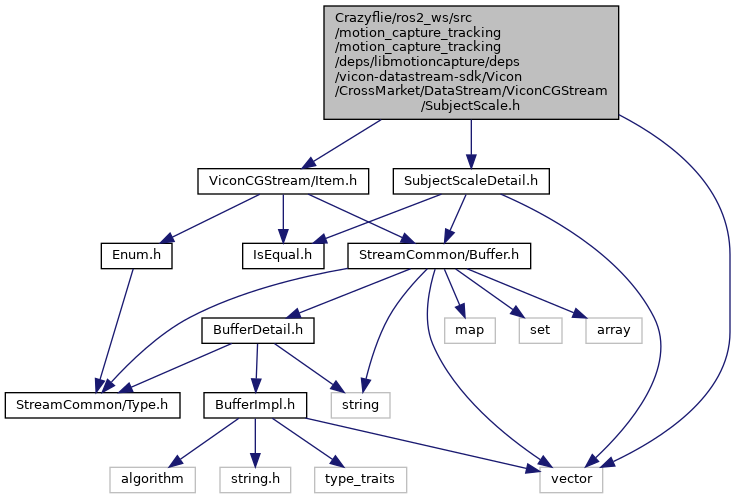 Crazyflie/ros2_ws/src
/motion_capture_tracking
/motion_capture_tracking
/deps/libmotioncapture/deps
/vicon-datastream-sdk/Vicon
/CrossMarket/DataStream/ViconCGStream
/SubjectScale.h
ViconCGStream/Item.h
SubjectScaleDetail.h
Enum.h
IsEqual.h
StreamCommon/Buffer.h
BufferDetail.h
map
set
array
StreamCommon/Type.h
BufferImpl.h
string
algorithm
string.h
type_traits
vector